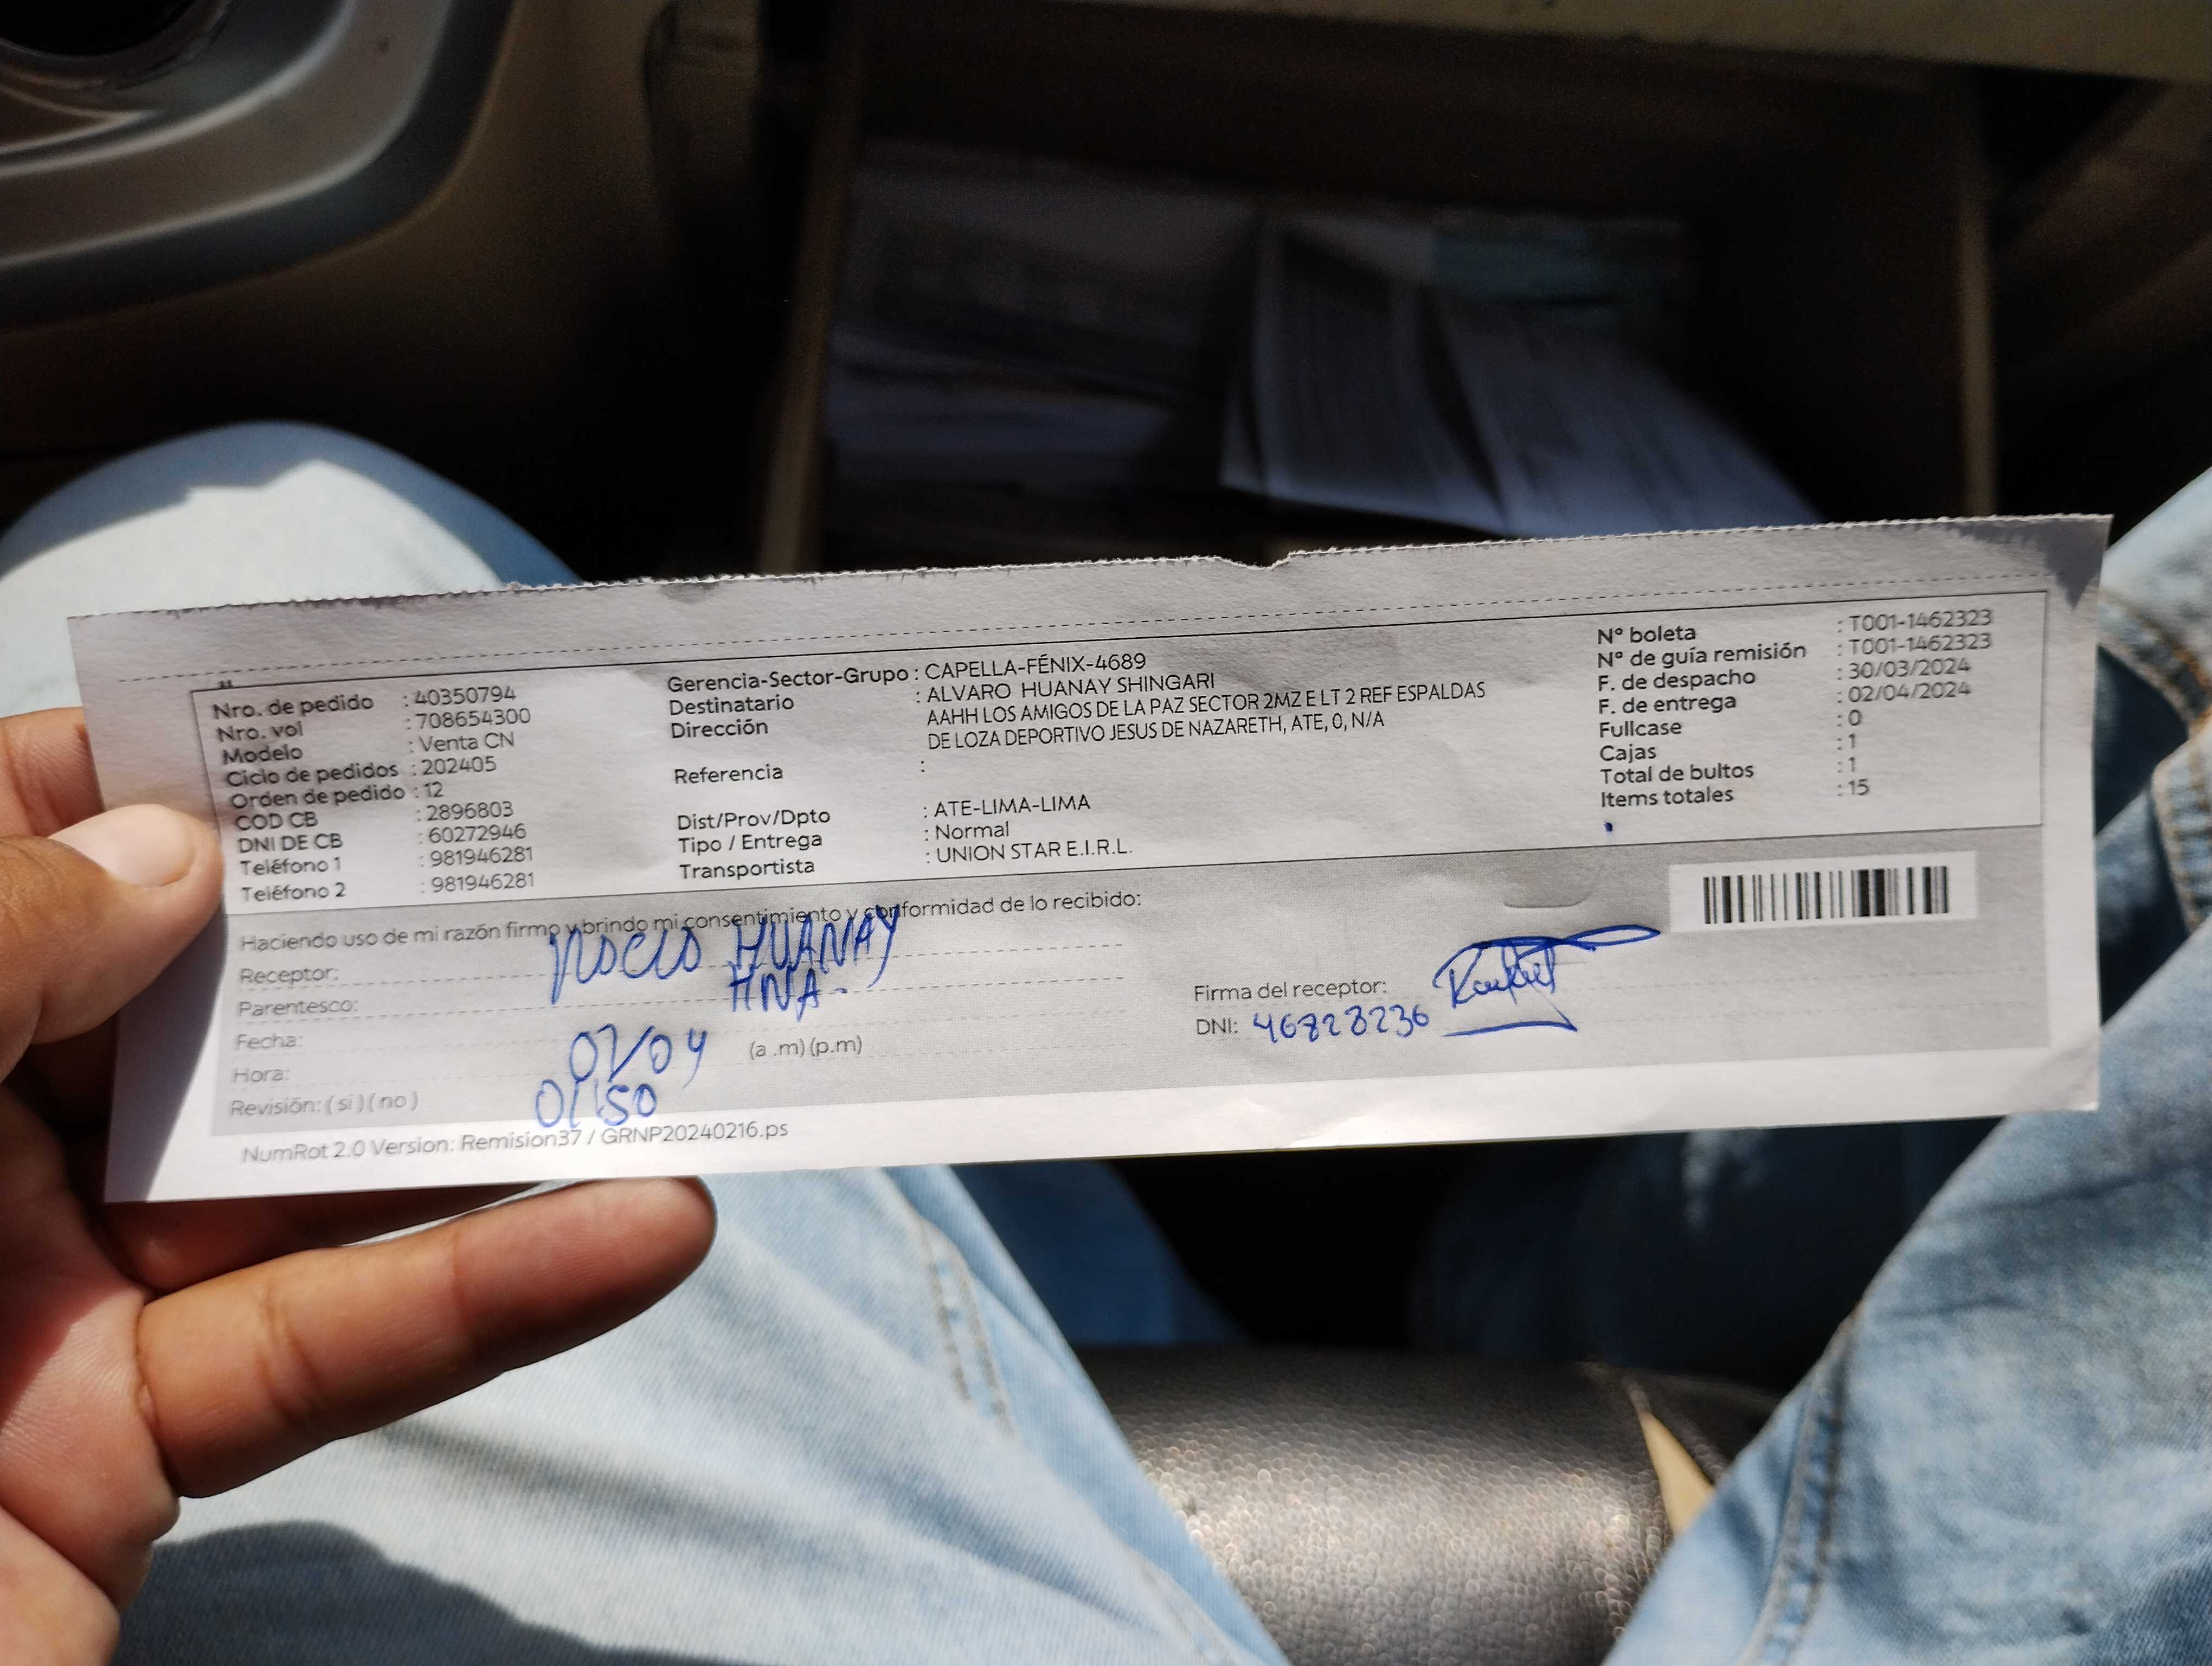 Nro. de pedido : 40350794
Nro. vol : 708654300
Modelo : Venta CN
Ciclo de pedidos : 202405
Orden de pedido : 12
COD CB : 2896803
DNI DE CB : 60272946
Teléfono 1 : 981946281
Teléfono 2 : 981946281
Gerencia-Sector-Grupo : CAPELLA-FÉNIX-4689
Destinatario : ALVARO HUANAY SHINGARI
Dirección AAHH LOS AMIGOS DE LA PAZ SECTOR 2MZ E LT 2 REF ESPALDAS
DE LOZA DEPORTIVO JESUS DE NAZARETH, ATE, 0, N/A
Referencia :
Dist/Prov/Dpto : ATE-LIMA-LIMA
Tipo / Entrega : Normal
Transportista : UNION STAR E.I.R.L.
N° boleta : T001-1462323
N° de guía remisión : T001-1462323
F. de despacho : 30/03/2024
F. de entrega : 02/04/2024
Fullcase : 0
Cajas : 1
Total de bultos : 1
Items totales : 15
Haciendo uso de mi razón firmo y brindo mi consentimiento y conformidad de lo recibido:
Receptor: ROCIO HUANAY
Parentesco: HNA.
Fecha: 02/04
Hora: 01:50 (a .m) (p.m)
Revisión: ( si ) ( no )
Firma del receptor:
DNI: 46828236
NumRot 2.0 Version: Remision37 / GRNP20240216.ps